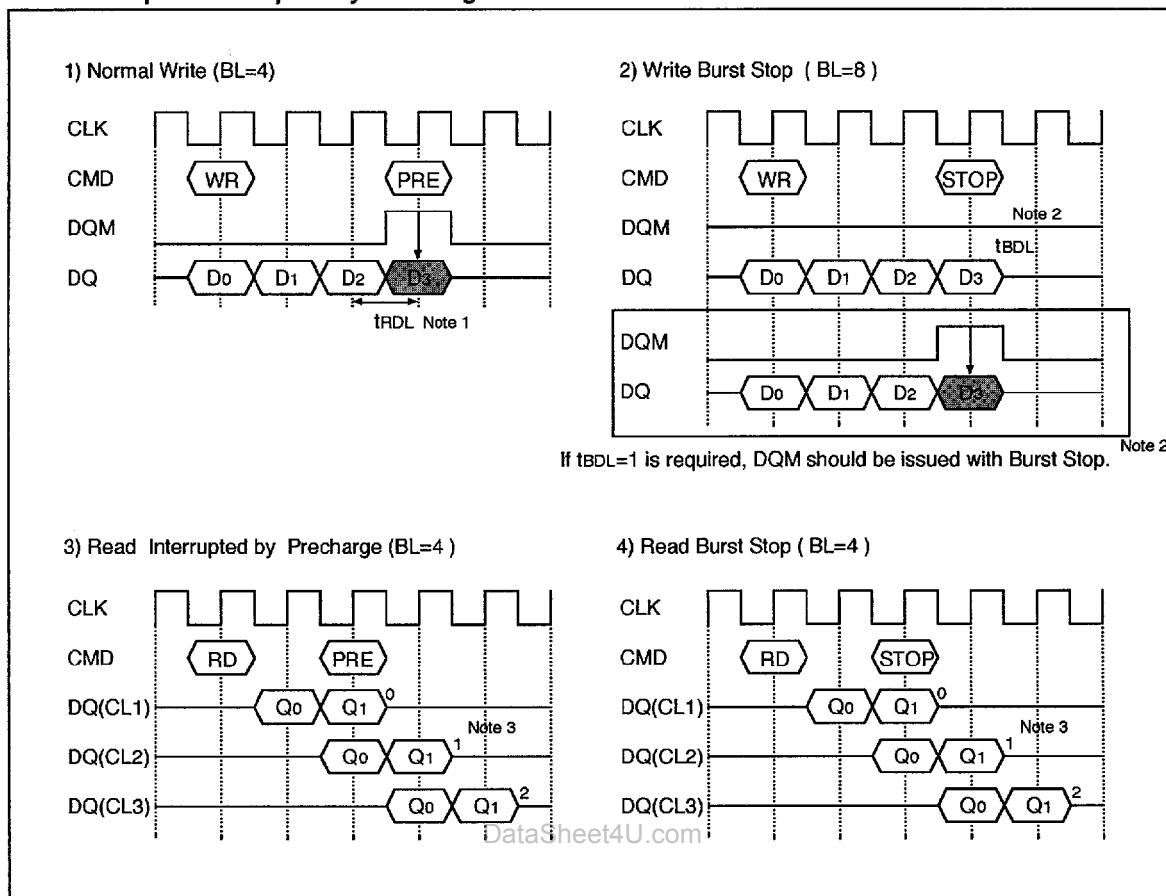 1) Normal Write (BL=4)
CLK
CMD WR PRE
DQM
DQ D0 D1 D2 D3
tRDL Note 1
2) Write Burst Stop ( BL=8 )
CLK
CMD WR STOP
DQM Note 2
tBDL
DQ D0 D1 D2 D3
DQM
DQ D0 D1 D2 D3
Note 2
If tBDL=1 is required, DQM should be issued with Burst Stop.
3) Read Interrupted by Precharge (BL=4 )
CLK
CMD RD PRE
DQ(CL1) Q0 Q1 0
Note 3
DQ(CL2) Q0 Q1 1
DQ(CL3) Q0 Q1 2
4) Read Burst Stop ( BL=4 )
CLK
CMD RD STOP
DQ(CL1) Q0 Q1 0
Note 3
DQ(CL2) Q0 Q1 1
DQ(CL3) Q0 Q1 2
DataSheet4U.com